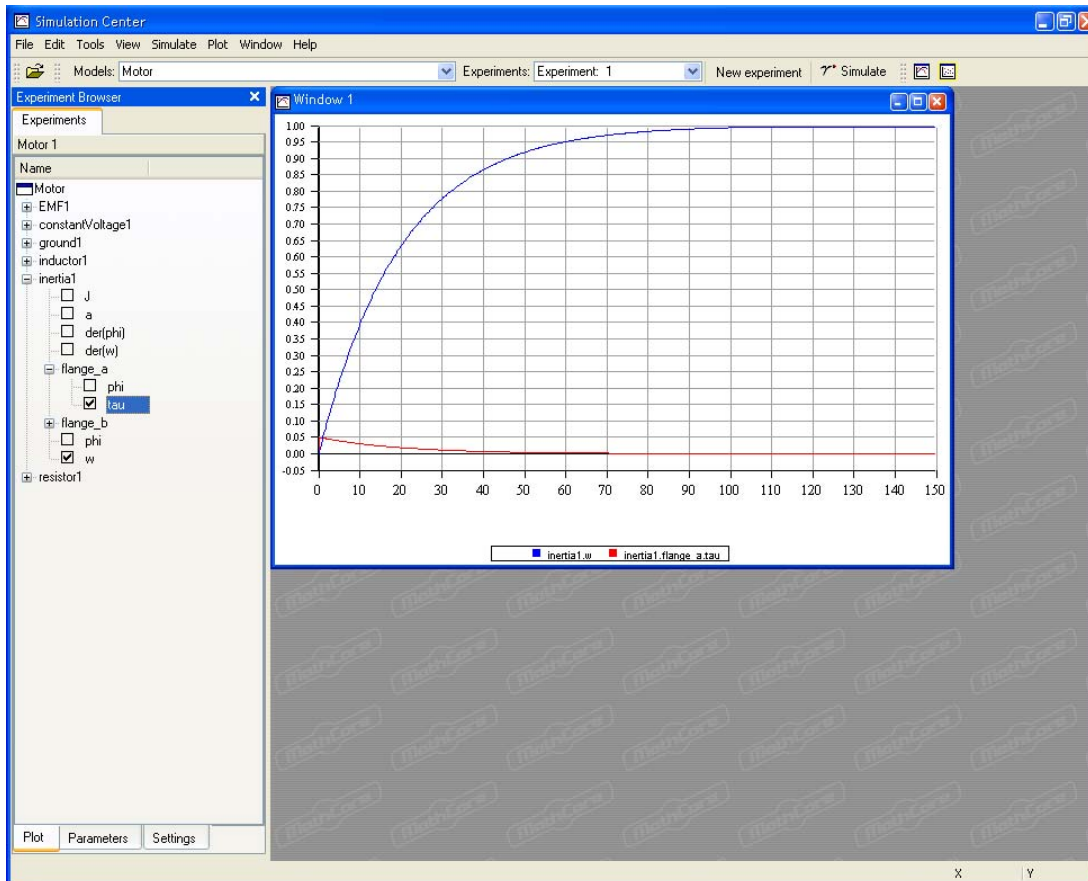 Simulation Center
File Edit Tools View Simulate Plot Window Help
Models: Motor Experiments: Experiment: 1 New experiment Simulate
Experiment Browser
Experiments
Motor 1
Name
Motor
EMF1
constantVoltage1
ground1
inductor1
inertia1
J
a
der(phi)
der(w)
flange_a
phi
tau
flange_b
phi
w
resistor1
Plot Parameters Settings
Window 1
1.00
0.95
0.90
0.85
0.80
0.75
0.70
0.65
0.60
0.55
0.50
0.45
0.40
0.35
0.30
0.25
0.20
0.15
0.10
0.05
0.00
-0.05
0 10 20 30 40 50 60 70 80 90 100 110 120 130 140 150
inertia1.w inertia1.flange_a.tau
MathCore
X Y